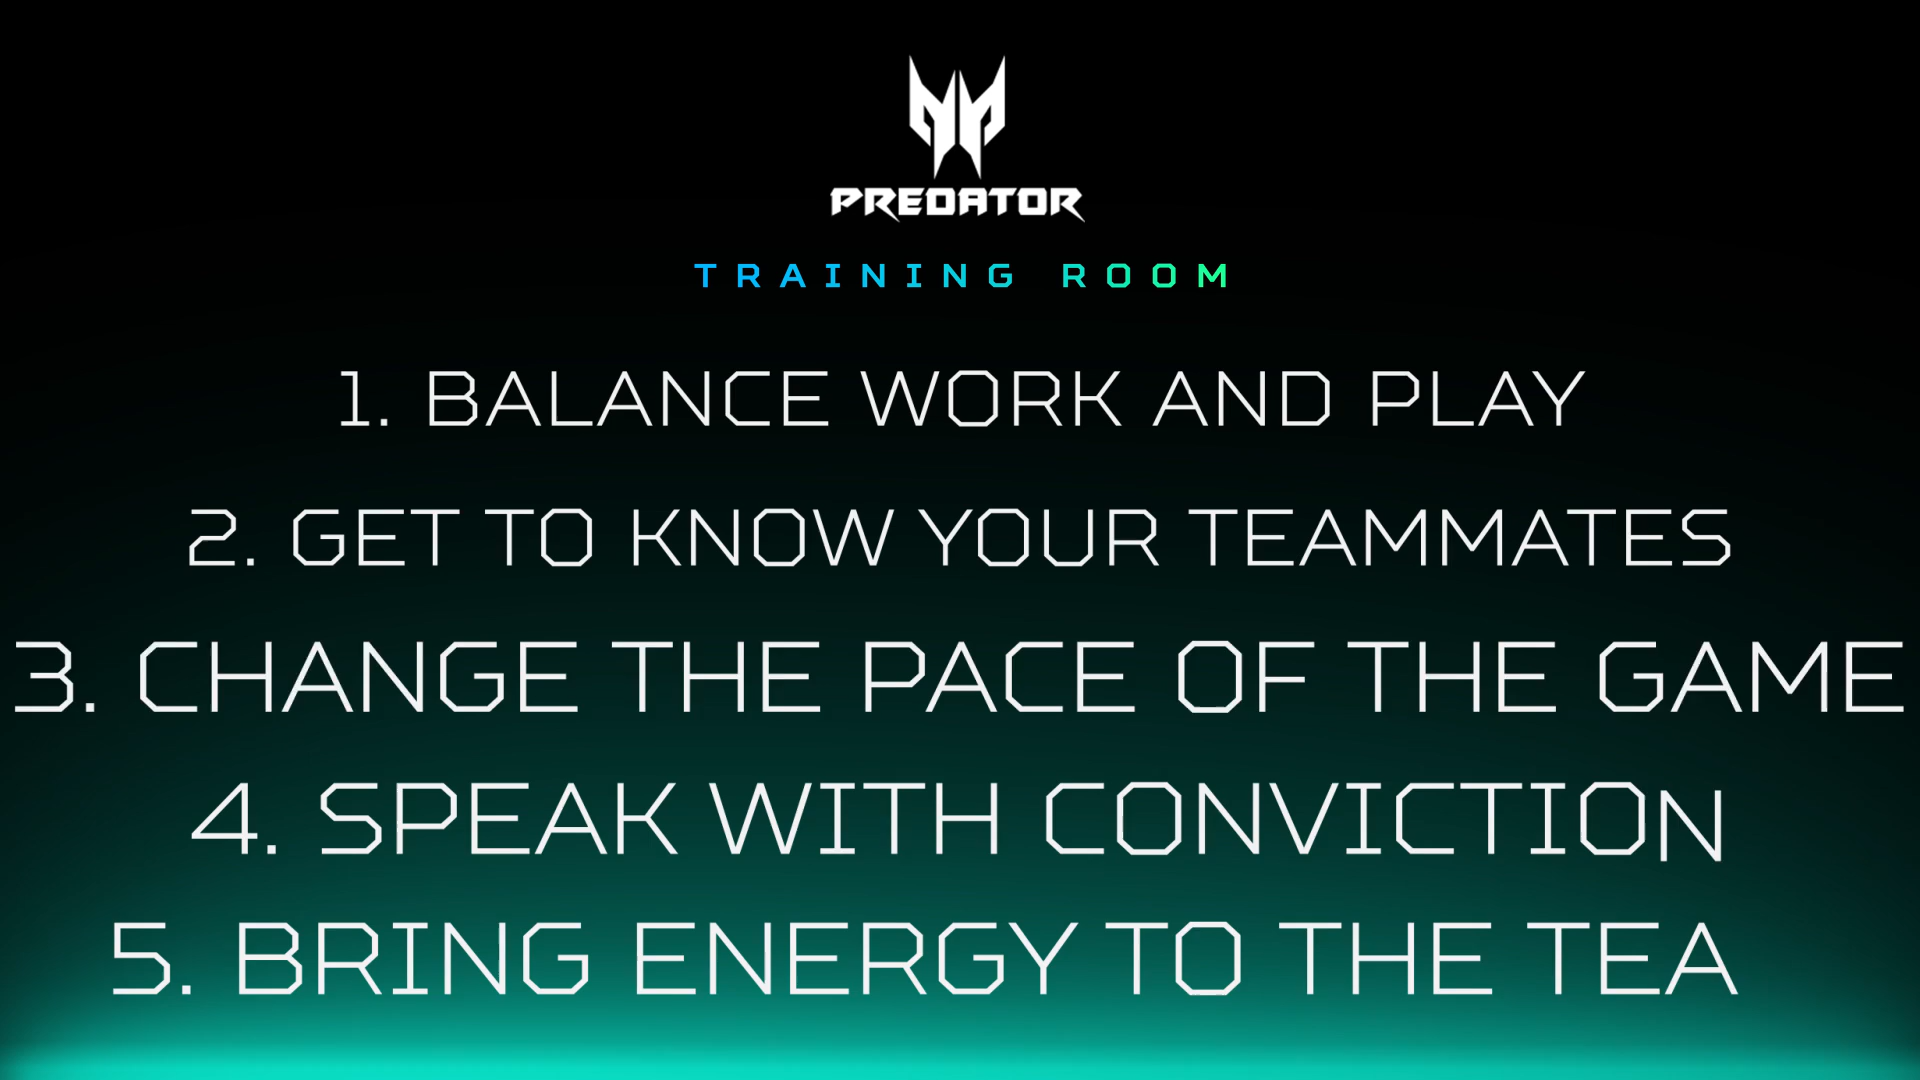 PREDATOR
TRAINING ROOM
1. BALANCE WORK AND PLAY
2. GET TO KNOW YOUR TEAMMATES
3. CHANGE THE PACE OF THE GAME
4. SPEAK WITH CONVICTION
5. BRING ENERGY TO THE TEA